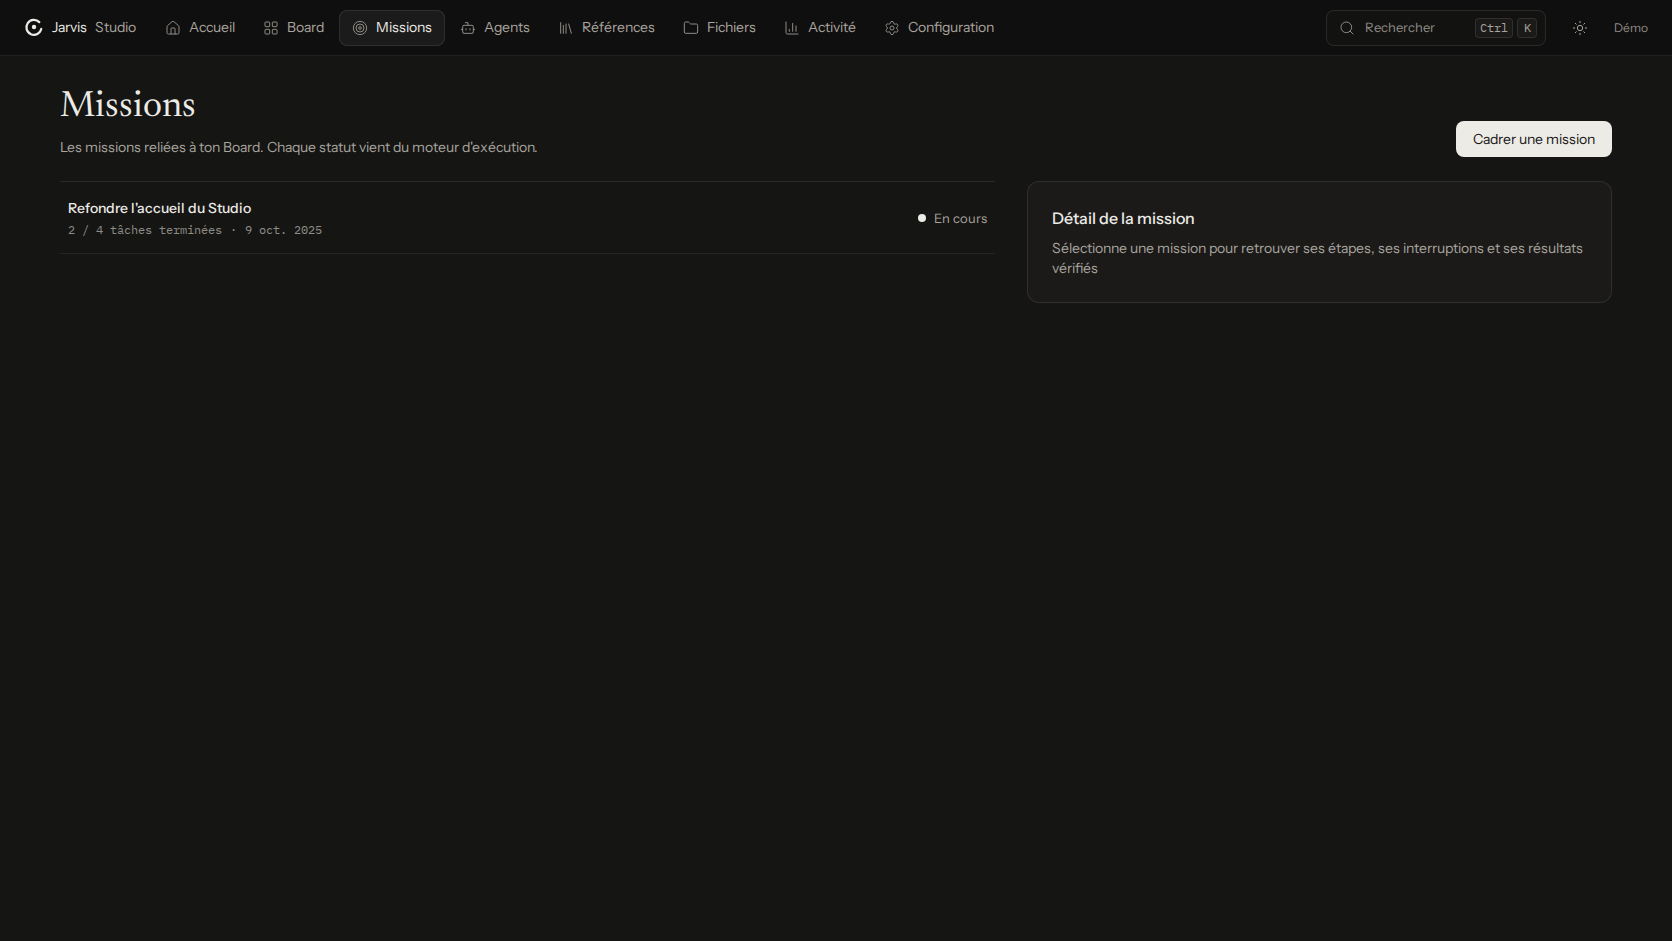 Jarvis Studio Accueil Board Missions Agents Références Fichiers Activité Configuration Rechercher Ctrl K Démo
Missions
Les missions reliées à ton Board. Chaque statut vient du moteur d'exécution.
Cadrer une mission
Refondre l'accueil du Studio
2 / 4 tâches terminées · 9 oct. 2025
En cours
Détail de la mission
Sélectionne une mission pour retrouver ses étapes, ses interruptions et ses résultats
vérifiés